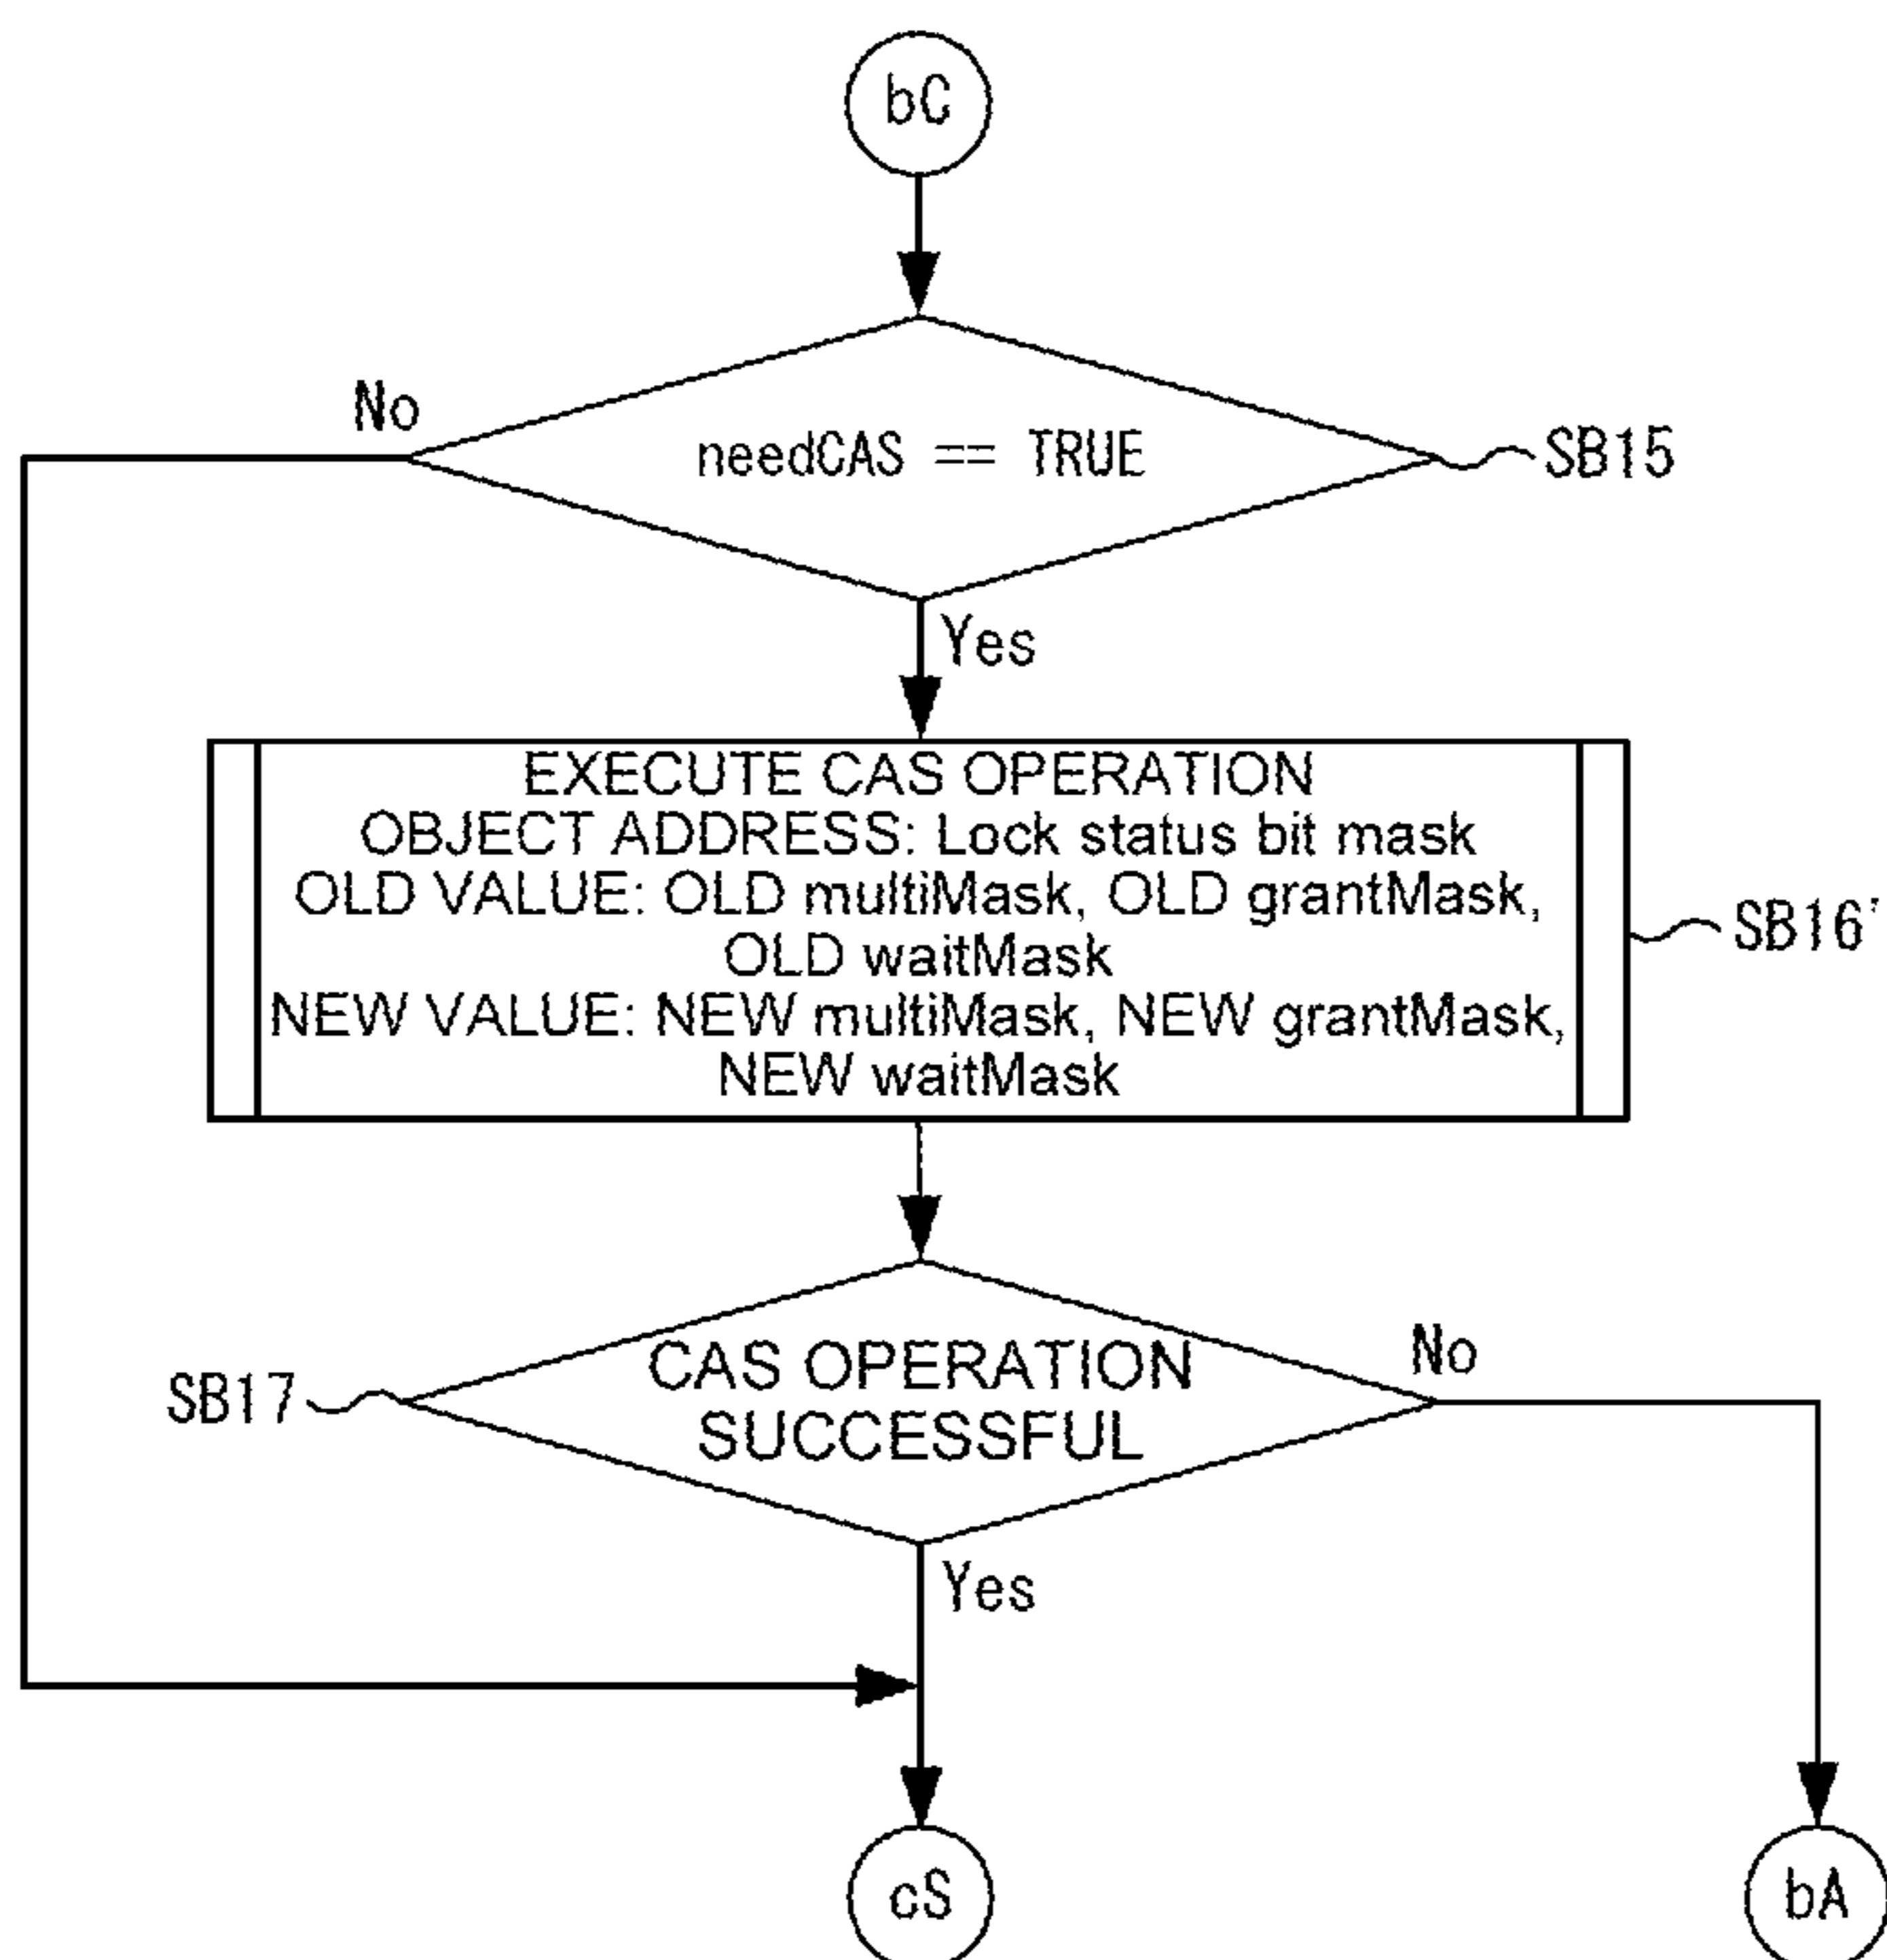 bC
No
needCAS == TRUE
SB15
Yes
EXECUTE CAS OPERATION
OBJECT ADDRESS: Lock status bit mask
OLD VALUE: OLD multiMask, OLD grantMask,
OLD waitMask
NEW VALUE: NEW multiMask, NEW grantMask,
NEW waitMask
SB16'
No
CAS OPERATION
SUCCESSFUL
SB17
Yes
cS
bA